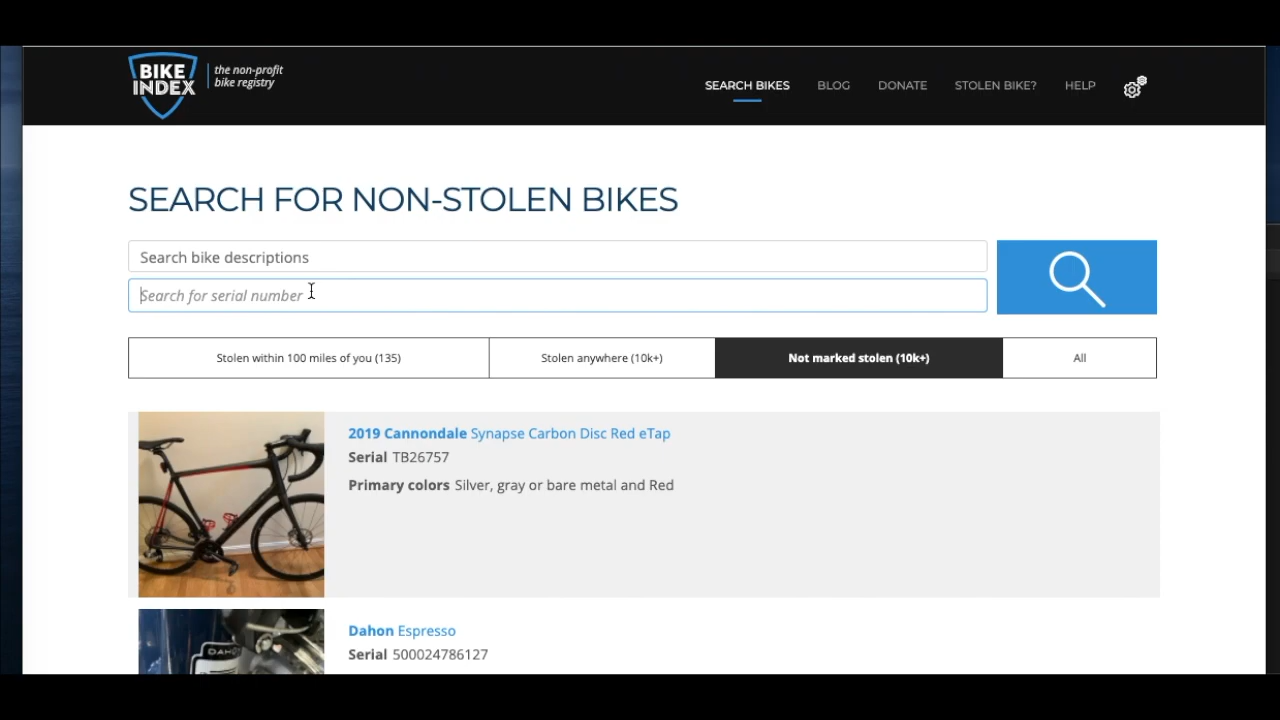 BIKE INDEX
the non-profit
bike registry
SEARCH BIKES
BLOG
DONATE
STOLEN BIKE?
HELP
SEARCH FOR NON-STOLEN BIKES
Search bike descriptions
Search for serial number
Stolen within 100 miles of you (135)
Stolen anywhere (10k+)
Not marked stolen (10k+)
All
2019 Cannondale Synapse Carbon Disc Red eTap
Serial TB26757
Primary colors Silver, gray or bare metal and Red
Dahon Espresso
Serial 500024786127
DAHON